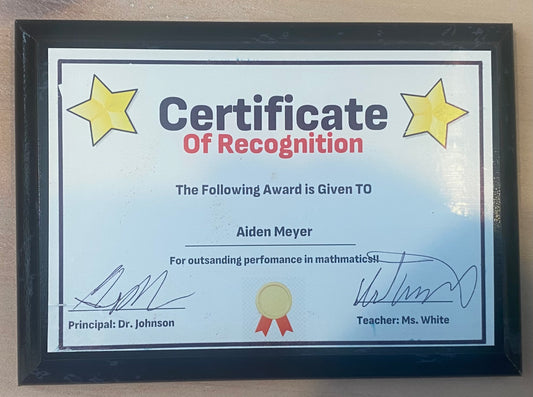 Certificate
Of Recognition
The Following Award is Given TO
Aiden Meyer
For outsanding perfomance in mathmatics!!
Principal: Dr. Johnson
Teacher: Ms. White